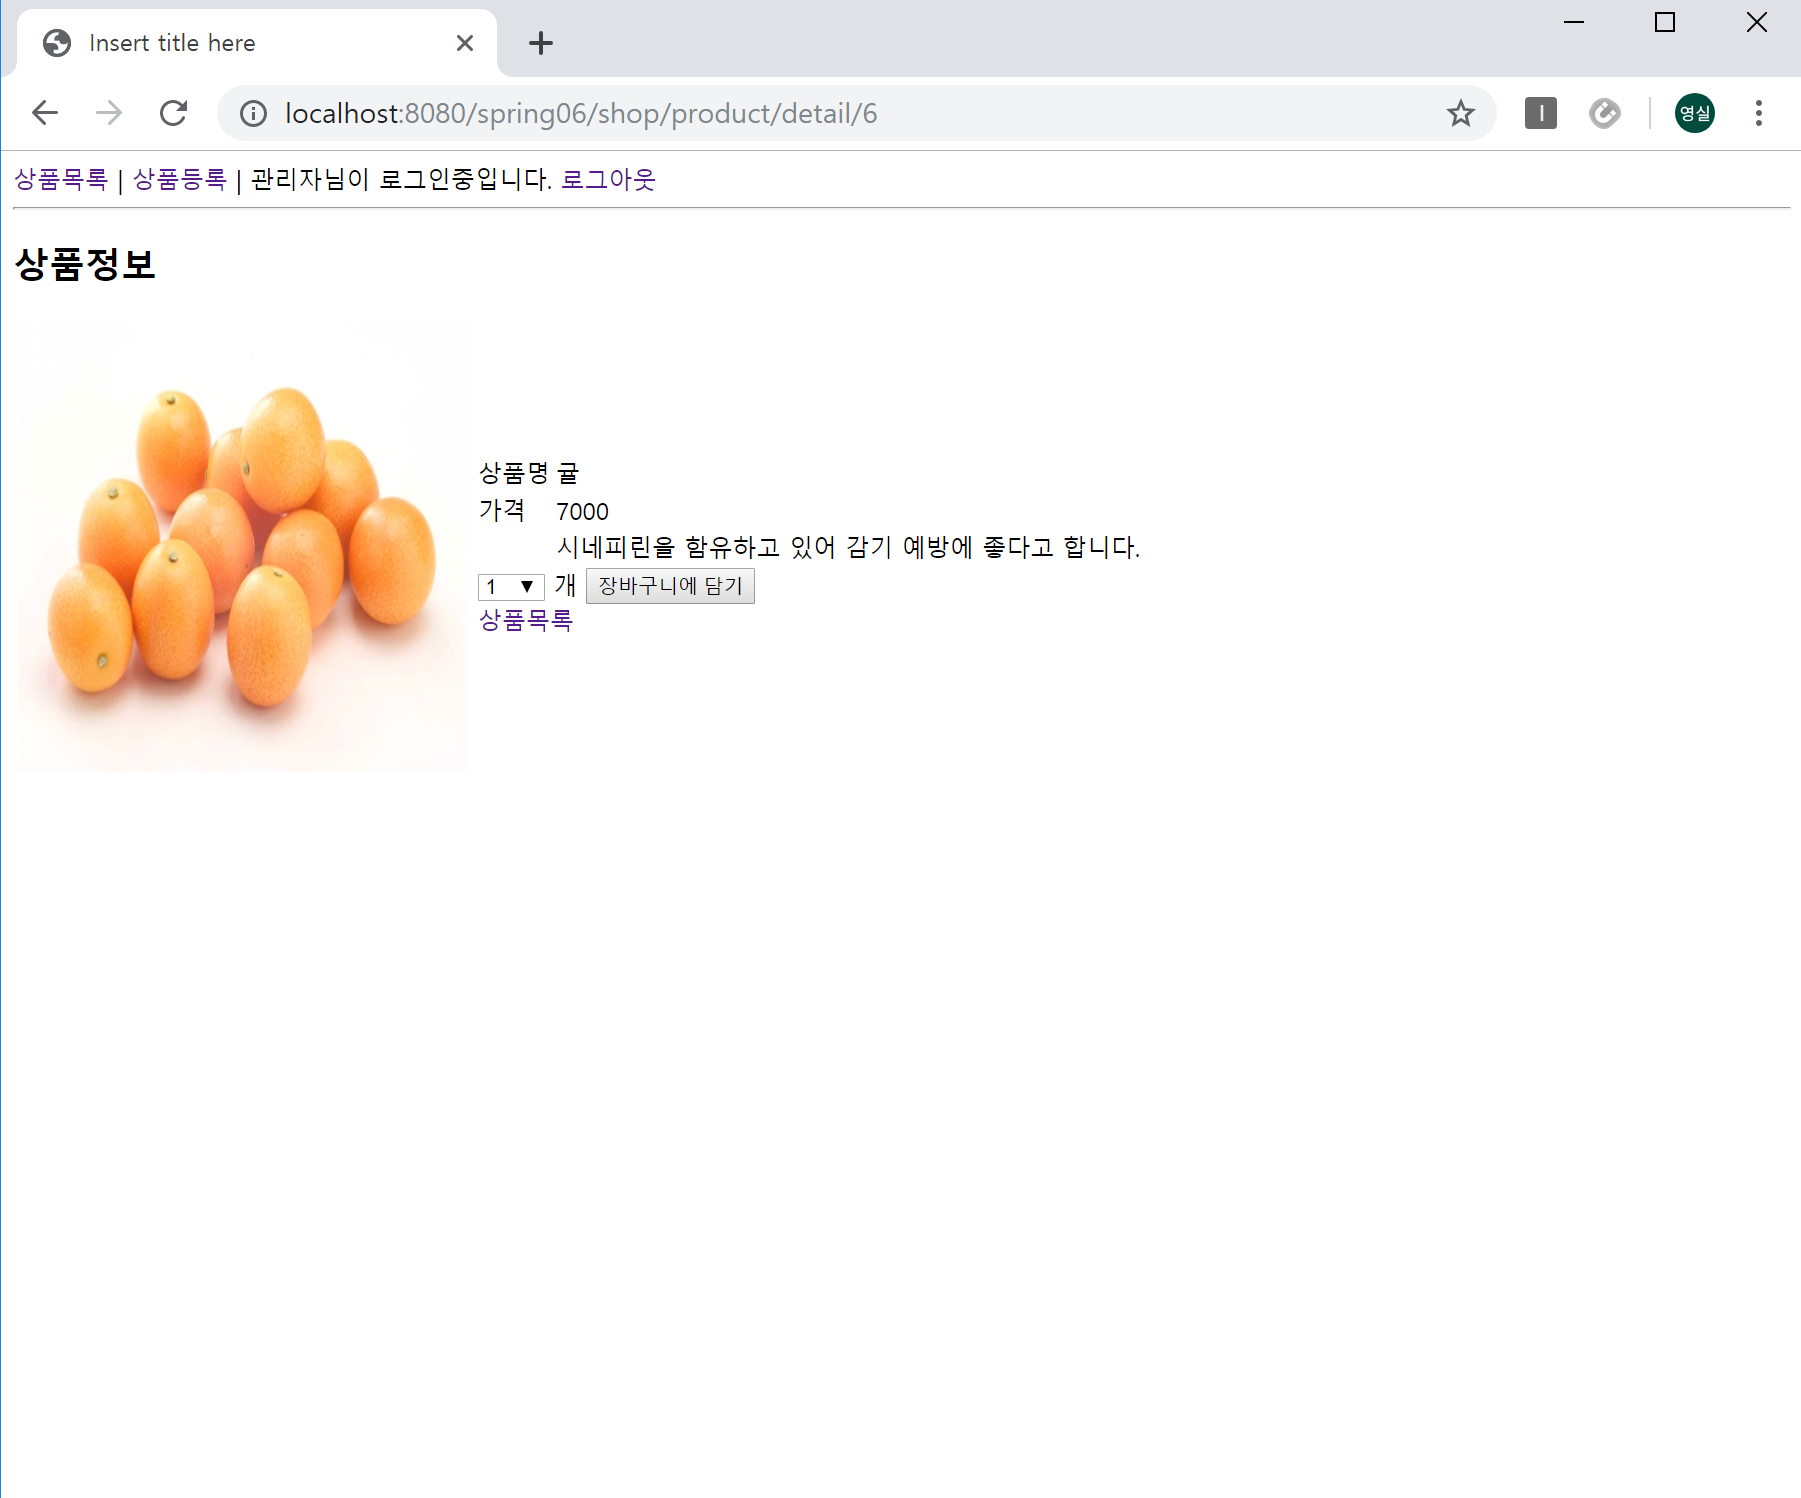 Insert title here
localhost:8080/spring06/shop/product/detail/6
I
영실
상품목록 | 상품등록 | 관리자님이 로그인중입니다. 로그아웃
상품정보
상품명 귤
가격 7000
시네피린을 함유하고 있어 감기 예방에 좋다고 합니다.
1 개 장바구니에 담기
상품목록